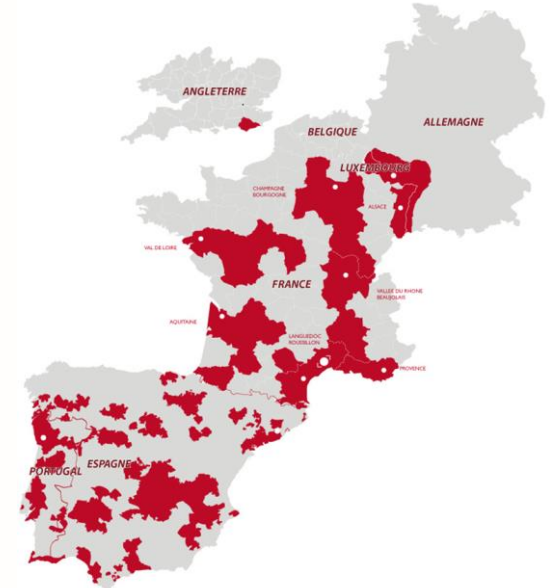 ANGLETERRE
ALLEMAGNE
BELGIQUE
LUXEMBOURG
CHAMPAGNE
BOURGOGNE
ALSACE
VAL DE LOIRE
FRANCE
VALLÉE DU RHONE
BEAUJOLAIS
AQUITAINE
LANGUEDOC
ROUSSILLON
PROVENCE
PORTUGAL
ESPAGNE